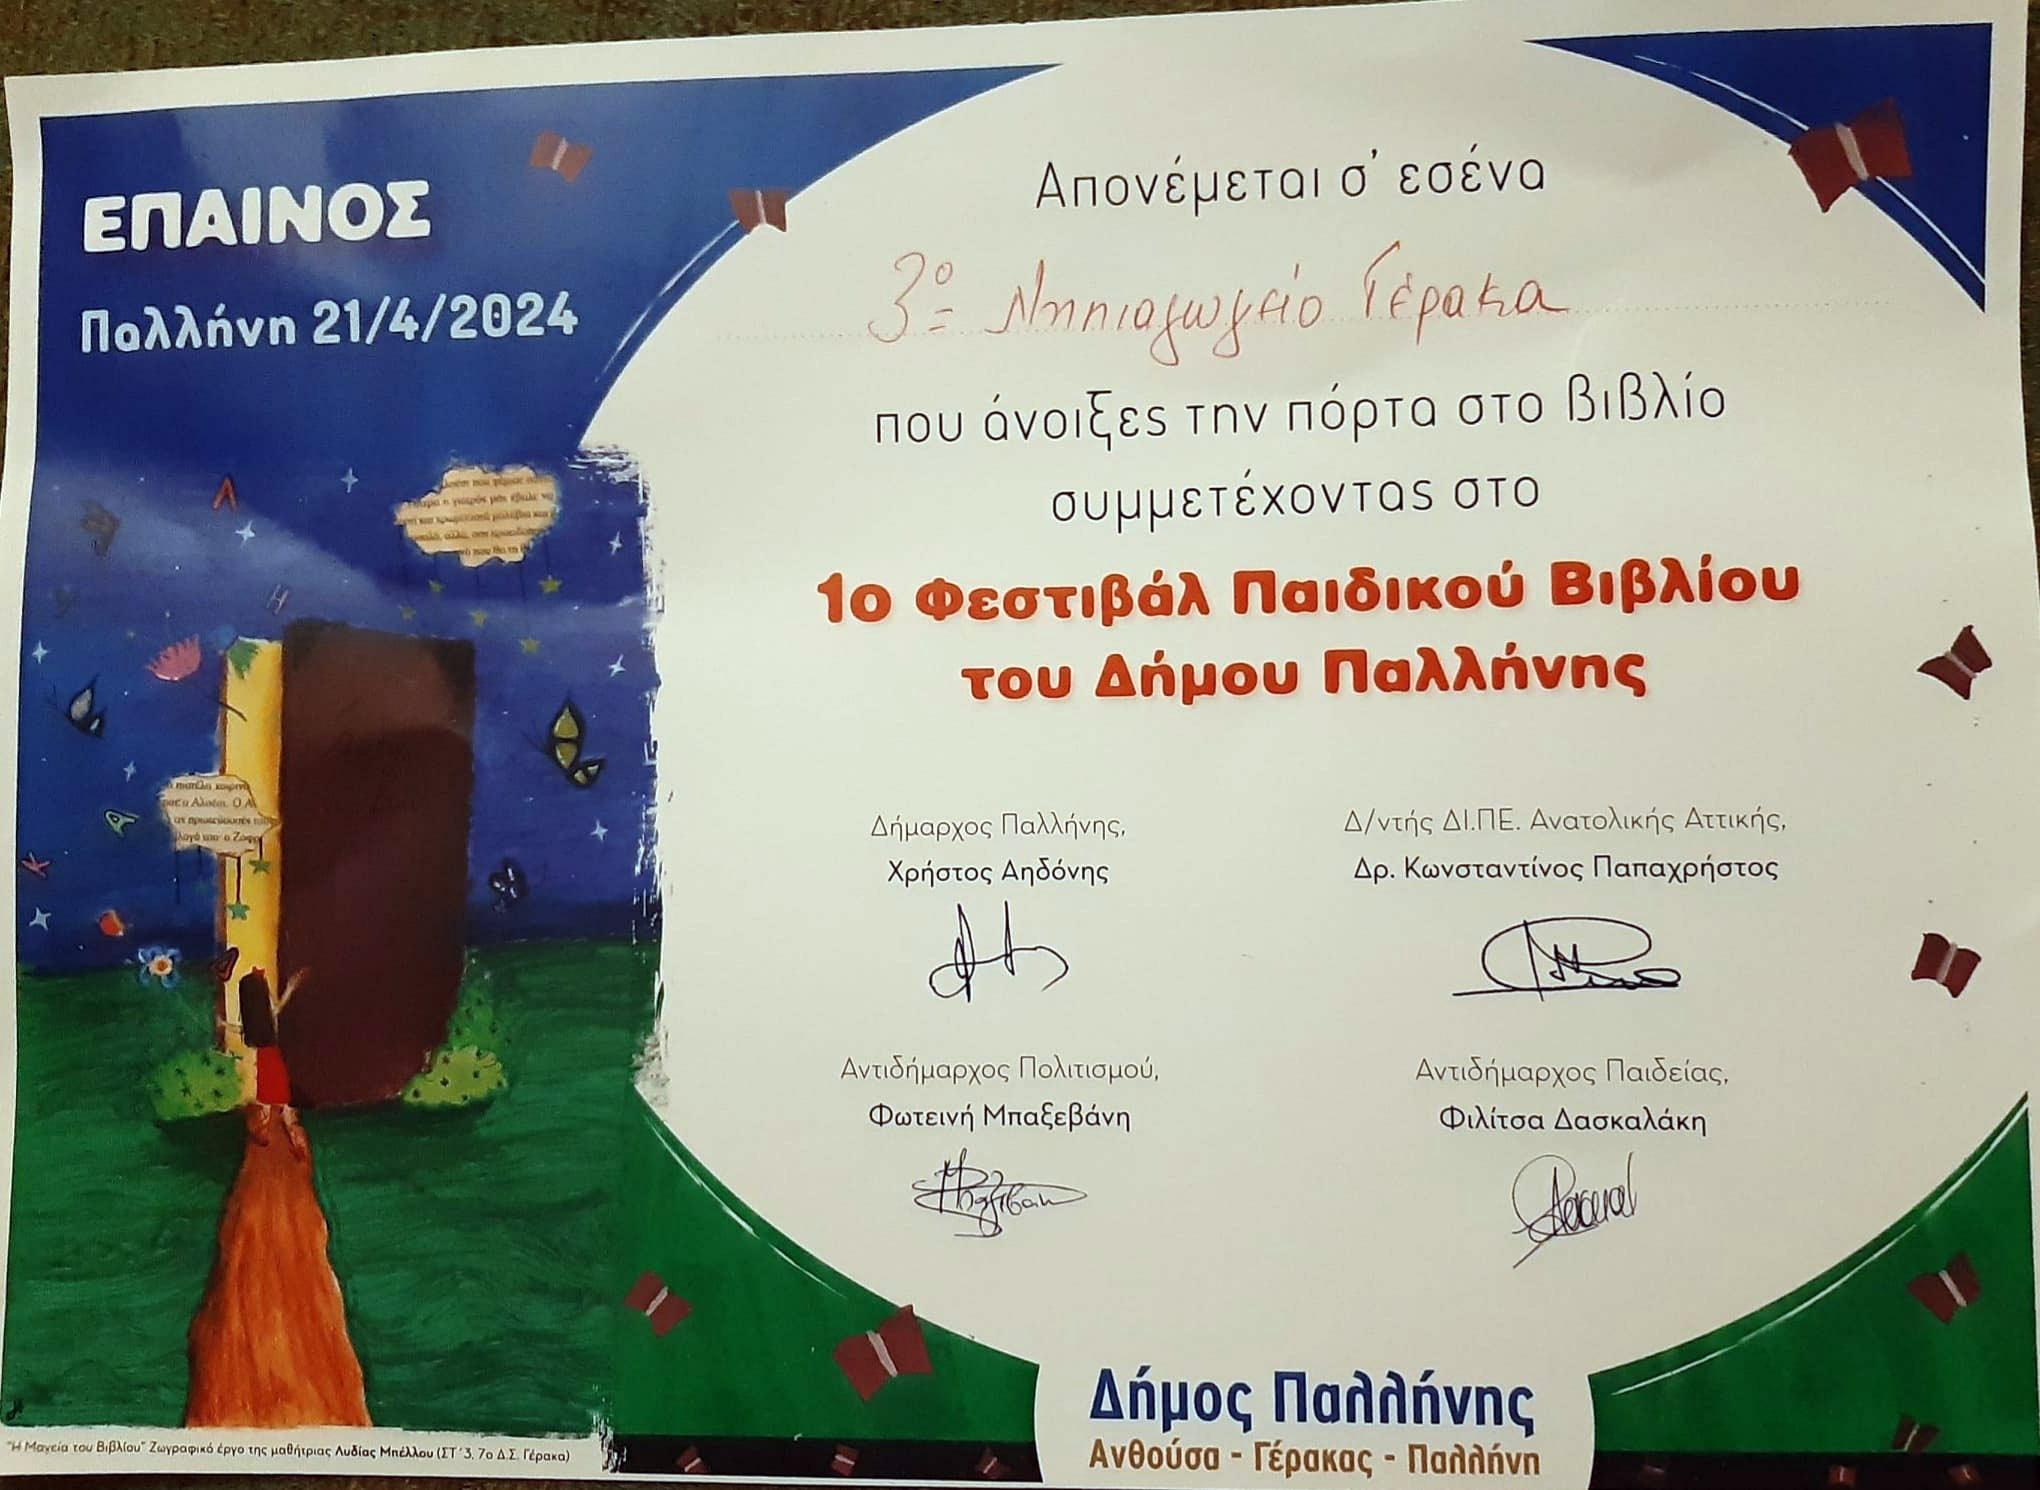 ΕΠΑΙΝΟΣ
Παλλήνη 21/4/2024
Απονέμεται σ' εσένα
3ο Νηπιαγωγείο Γέρακα
που άνοιξες την πόρτα στο βιβλίο
συμμετέχοντας στο
1ο Φεστιβάλ Παιδικού Βιβλίου
του Δήμου Παλλήνης
Δήμαρχος Παλλήνης,
Χρήστος Αηδόνης
Δ/ντής ΔΙ.ΠΕ. Ανατολικής Αττικής,
Δρ. Κωνσταντίνος Παπαχρήστος
Αντιδήμαρχος Πολιτισμού,
Φωτεινή Μπαξεβάνη
Αντιδήμαρχος Παιδείας,
Φιλίτσα Δασκαλάκη
Δήμος Παλλήνης
Ανθούσα - Γέρακας - Παλλήνη
"Η Μαγεία του Βιβλίου" Ζωγραφικό έργο της μαθήτριας Λυδίας Μπέλλου (ΣΤ΄3, 7ο Δ.Σ. Γέρακα)